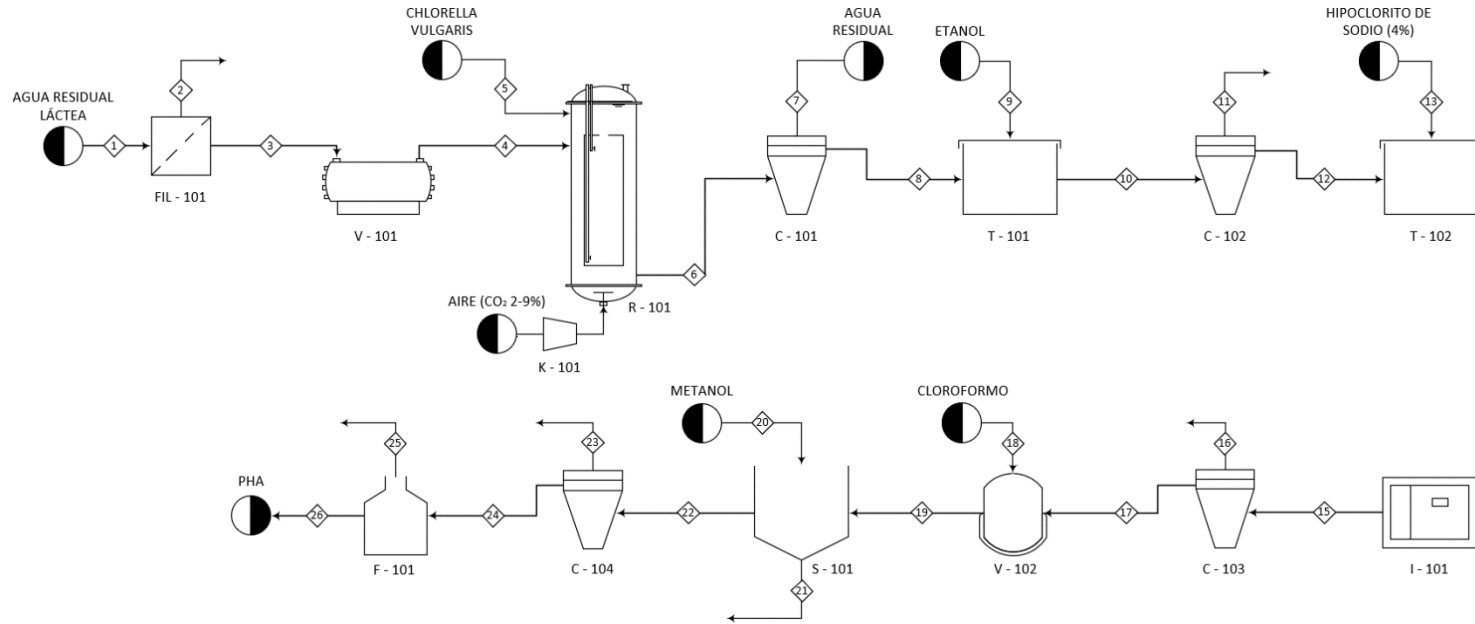 CHLORELLA
VULGARIS
AGUA
RESIDUAL
ETANOL
HIPOCLORITO DE
SODIO (4%)
AGUA RESIDUAL
LÁCTEA
1
2
3
4
5
6
7
8
9
10
11
12
13
FIL - 101
V - 101
R - 101
C - 101
T - 101
C - 102
T - 102
AIRE (CO₂ 2-9%)
K - 101
METANOL
CLOROFORMO
PHA
26
25
24
23
22
21
20
19
18
17
16
15
F - 101
C - 104
S - 101
V - 102
C - 103
I - 101